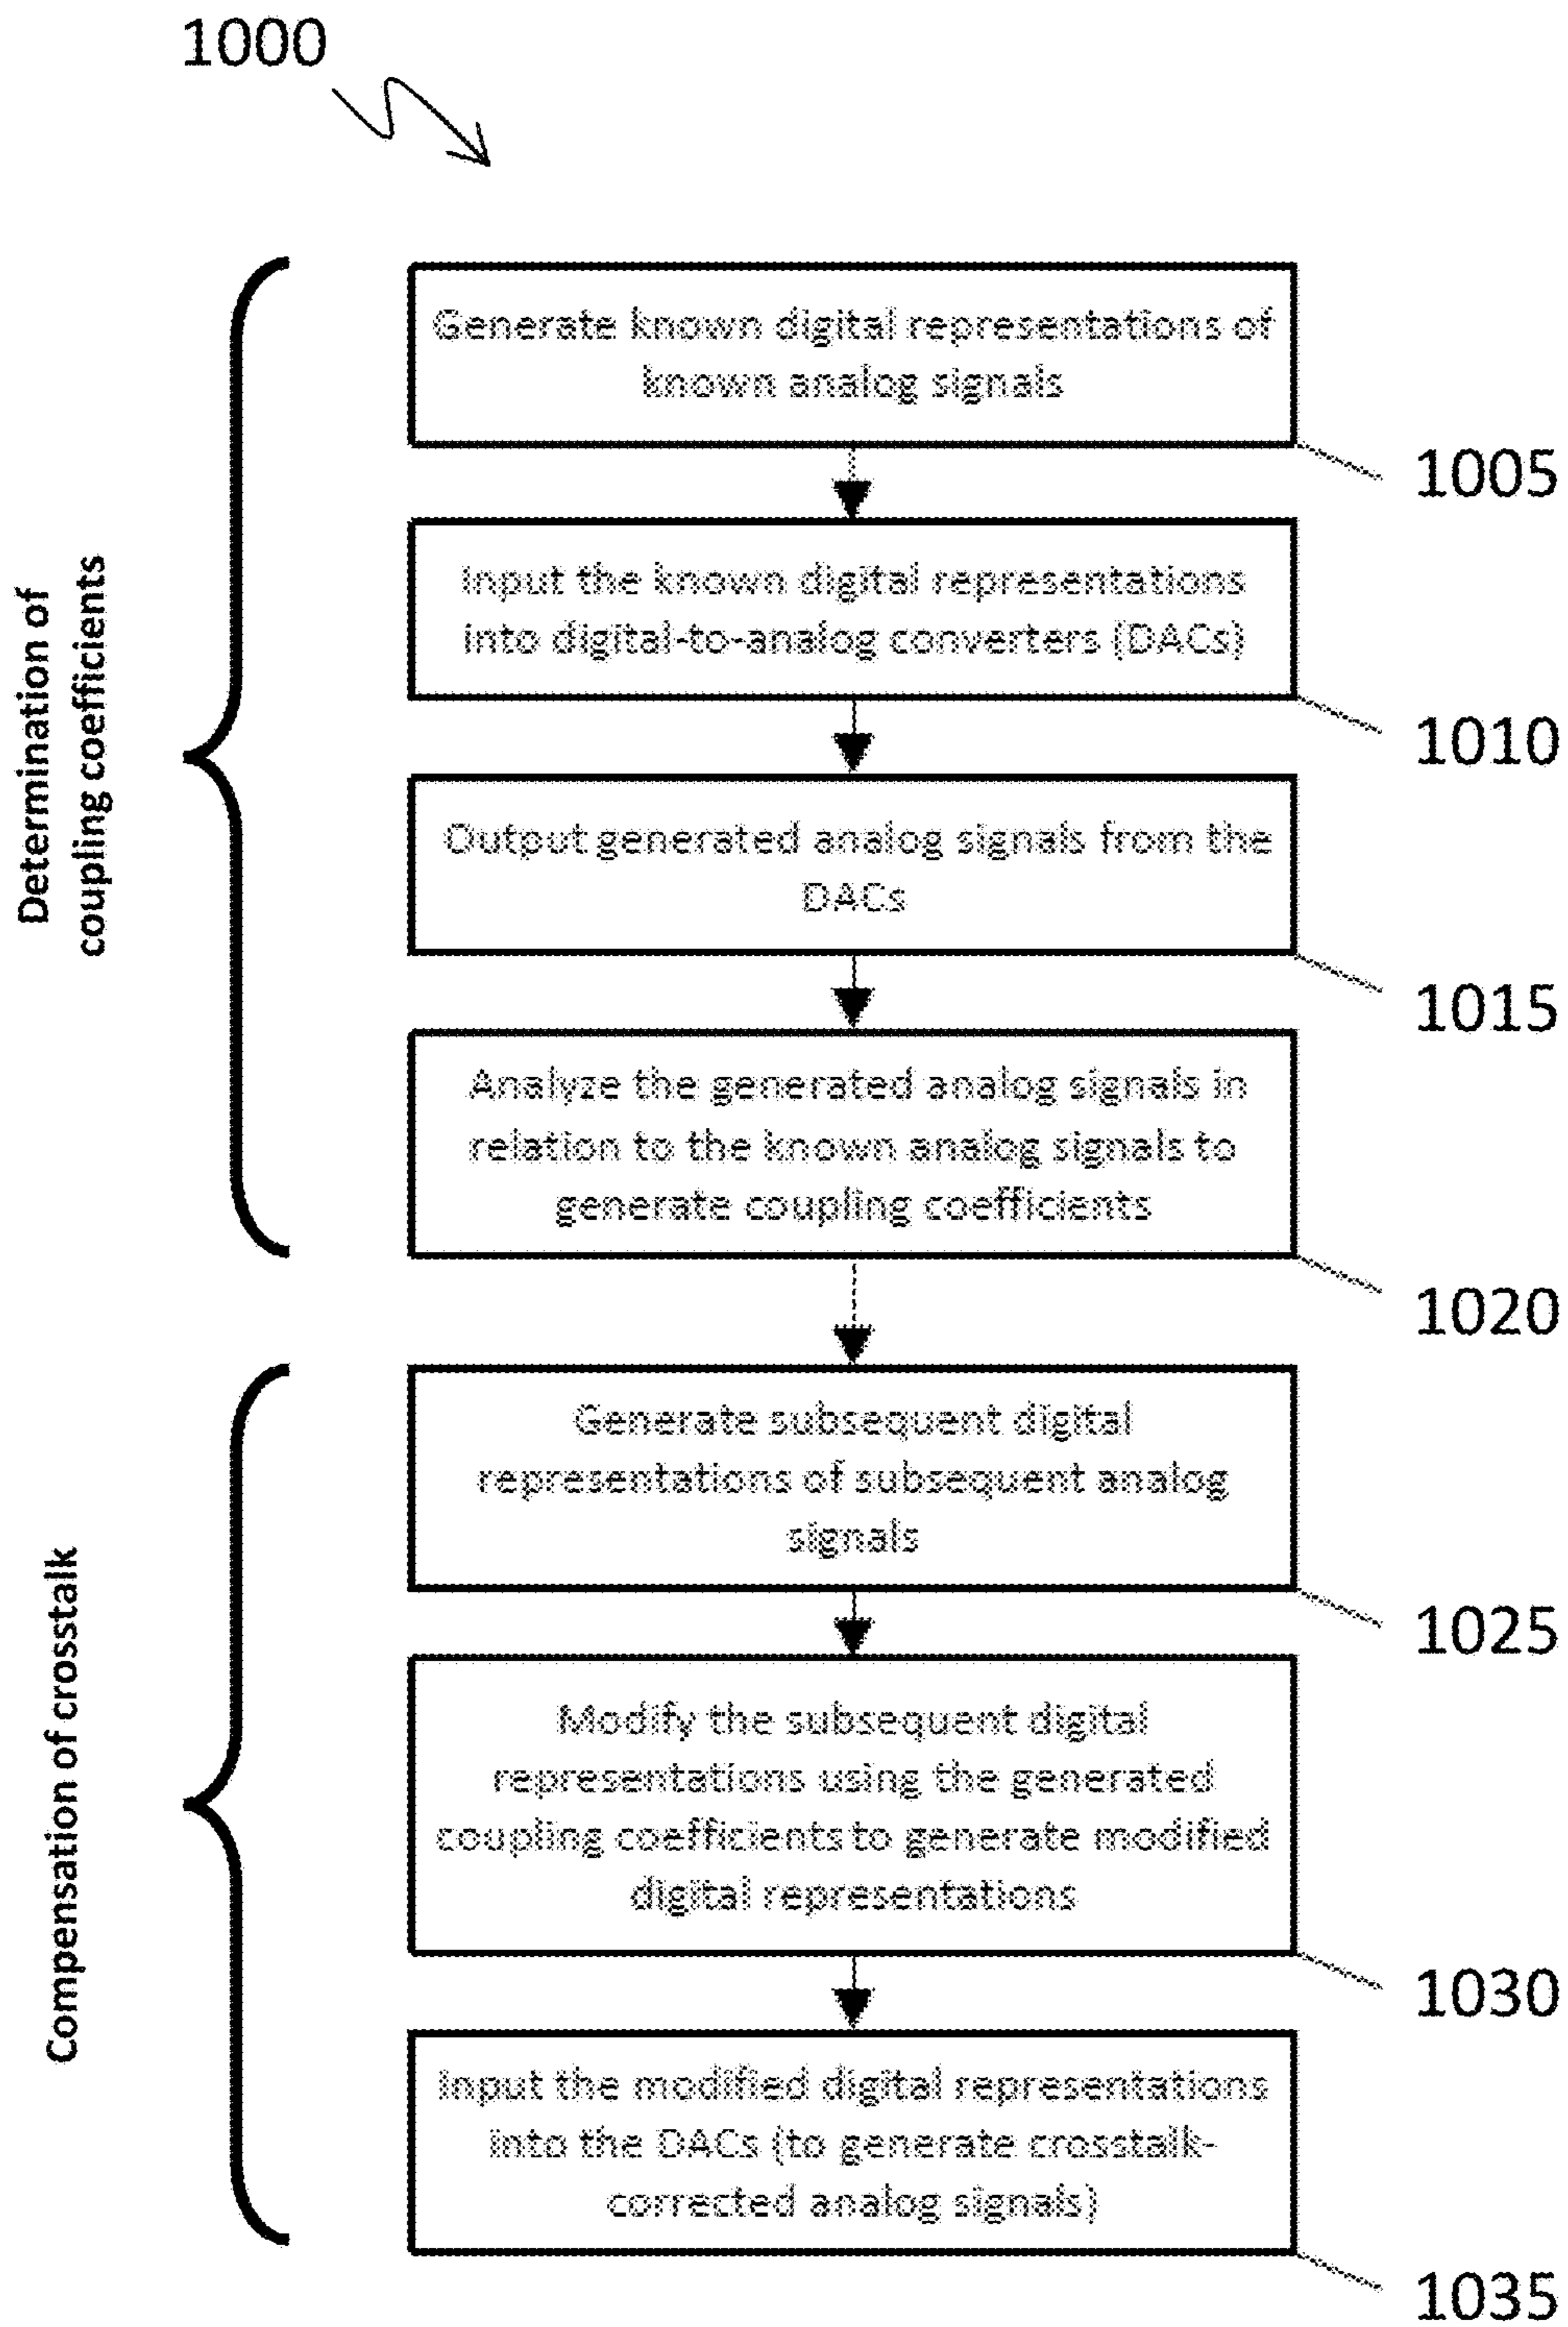 1000
Determination of
coupling coefficients
Generate known digital representations of
known analog signals
1005
Input the known digital representations
into digital-to-analog converters (DACs)
1010
Output generated analog signals from the
DACs
1015
Analyze the generated analog signals in
relation to the known analog signals to
generate coupling coefficients
1020
Compensation of crosstalk
Generate subsequent digital
representations of subsequent analog
signals
1025
Modify the subsequent digital
representations using the generated
coupling coefficients to generate modified
digital representations
1030
Input the modified digital representations
into the DACs (to generate crosstalk-
corrected analog signals)
1035